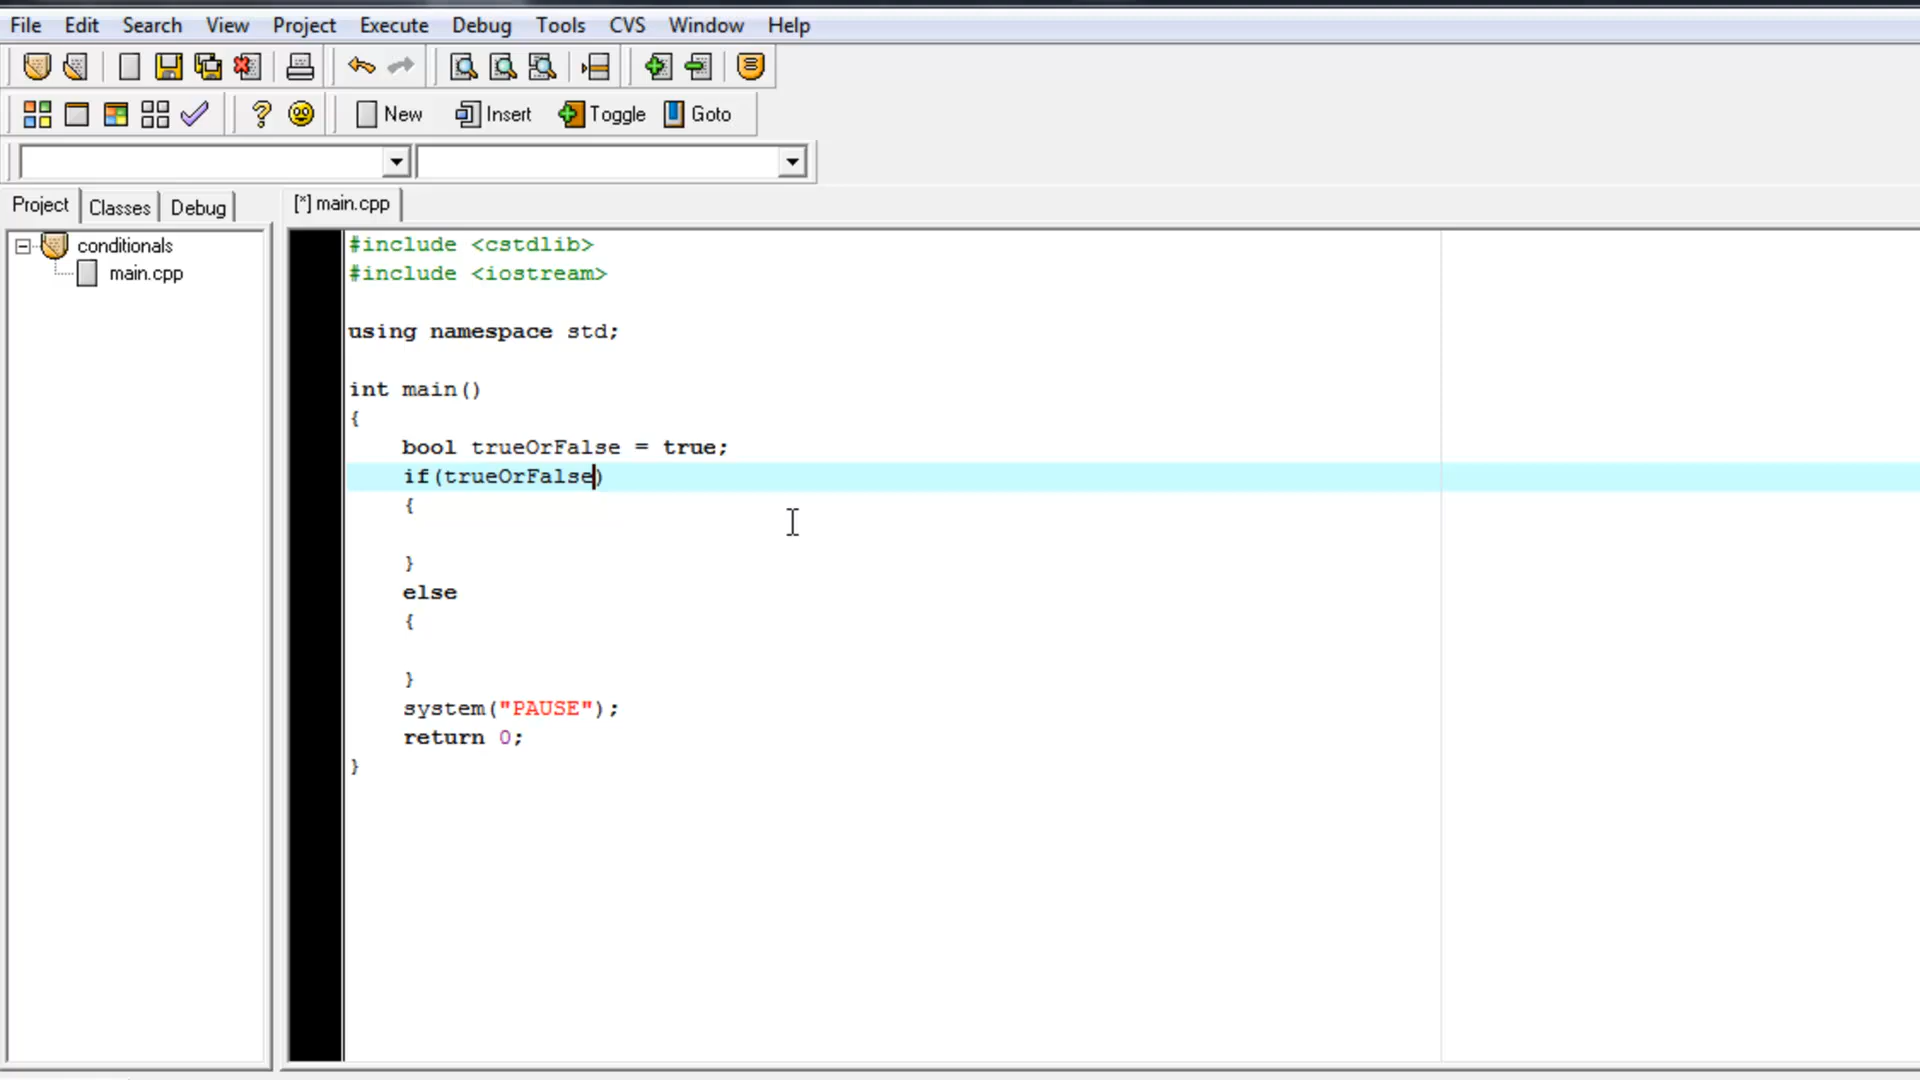 File Edit Search View Project Execute Debug Tools CVS Window Help
New Insert Toggle Goto
Project Classes Debug
[*] main.cpp
conditionals
main.cpp
#include <cstdlib>
#include <iostream>
using namespace std;
int main()
{
bool trueOrFalse = true;
if(trueOrFalse)
{
}
else
{
}
system("PAUSE");
return 0;
}